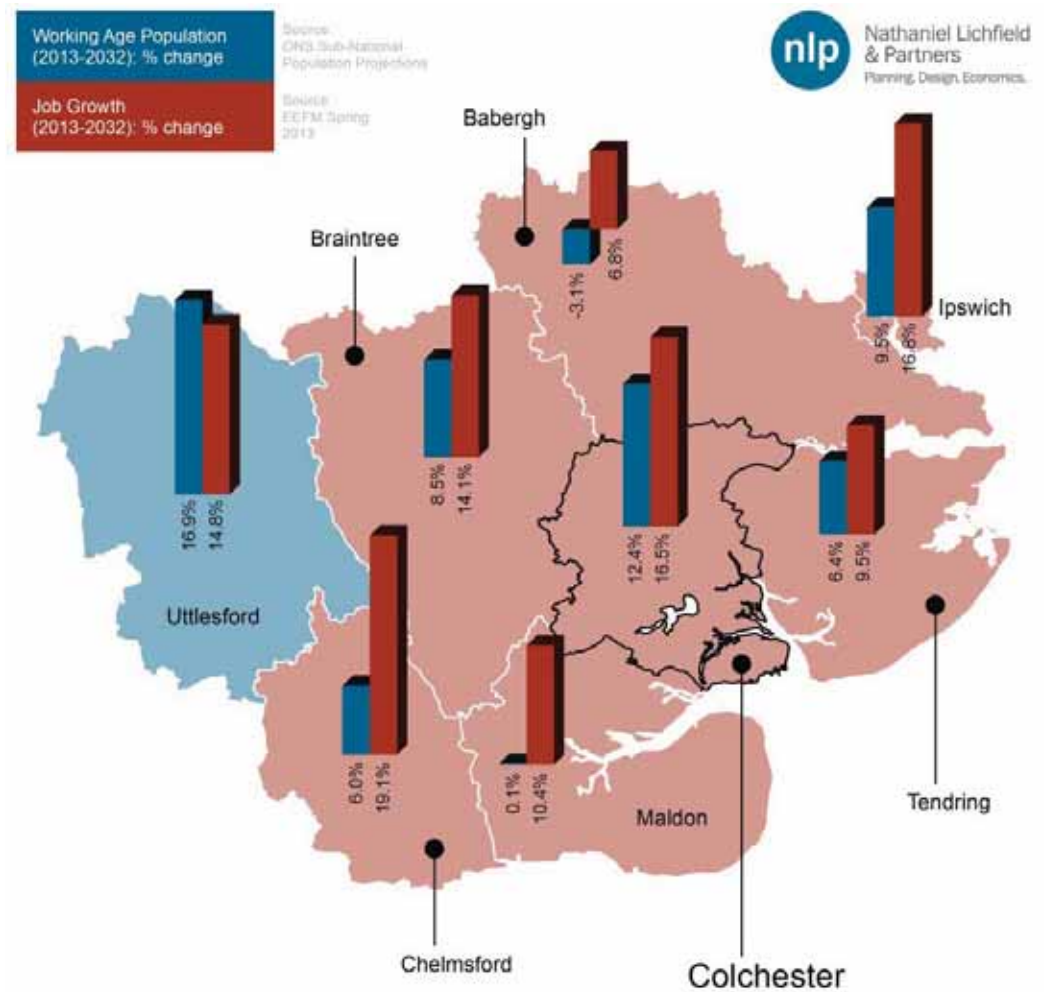 Working Age Population
(2013-2032): % change
Source
ONS Sub-National
Population Projections
Job Growth
(2013-2032): % change
Source
EEFM Spring
2013
nlp
Nathaniel Lichfield
& Partners
Planning. Design. Economics.
Babergh
-3.1%
6.8%
Braintree
8.5%
14.1%
Ipswich
9.5%
16.8%
16.9%
14.8%
Uttlesford
12.4%
16.5%
6.4%
9.5%
Tendring
6.0%
19.1%
Chelmsford
0.1%
10.4%
Maldon
Colchester